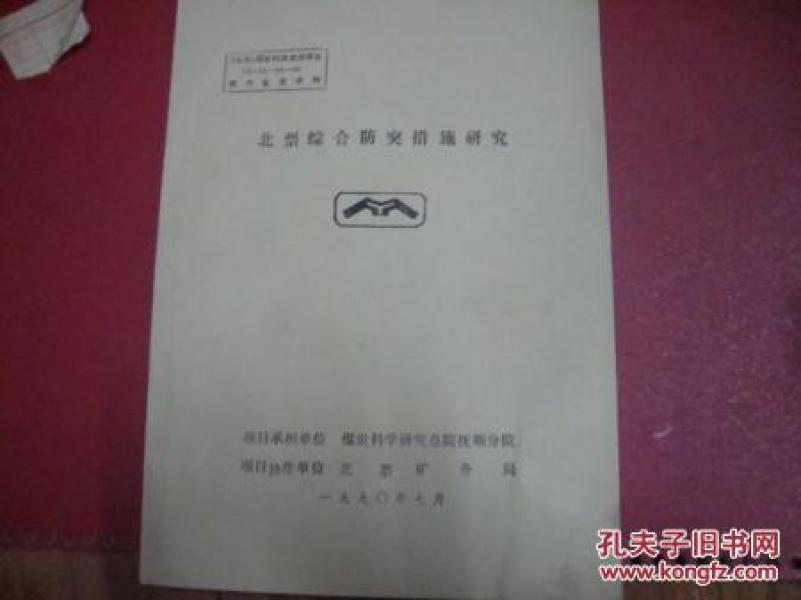 北票综合防突措施研究
项目承担单位 煤炭科学研究总院抚顺分院
项目协作单位 北票矿务局
一九九〇年七月
孔夫子旧书网
www.kongfz.com